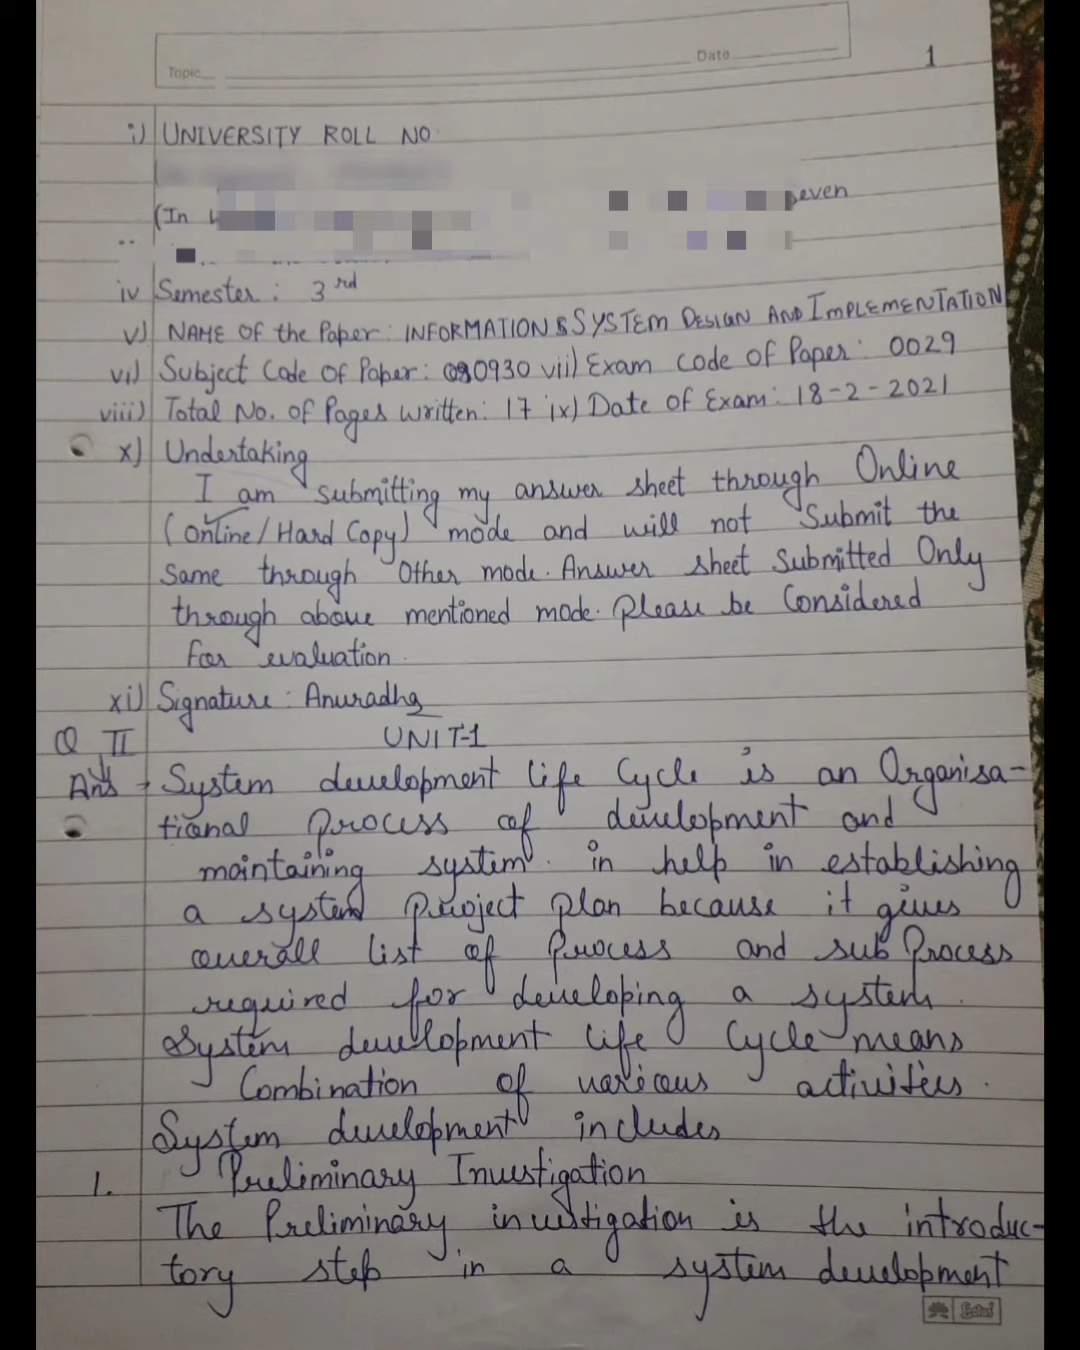 Topic
Date
1
i) UNIVERSITY ROLL NO.
seven
(In
iv Semester : 3rd
v) NAME OF the Paper : INFORMATION & SYSTEM DESIGN AND IMPLEMENTATION
vi) Subject Code of Paper : 090930 vii) Exam Code of Paper : 0029
viii) Total No. of Pages written : 17 ix) Date of Exam : 18-2-2021
x) Undertaking
I am submitting my answer sheet through Online
(Online/Hard Copy) mode and will not Submit the
Same through Other mode. Answer sheet Submitted Only
through above mentioned mode. Please be Considered
for evaluation.
xi) Signature : Anuradha
Q II UNIT-1
Ans → System development life Cycle is an Organisa-
tional process of development and
maintaining system. in help in establishing
a system project plan because it gives
overall list of process and sub Process
required for developing a system.
System development life Cycle means
Combination of various activities.
System development includes
1. Preliminary Investigation
The Preliminary investigation is the introduc-
tory step in a system development